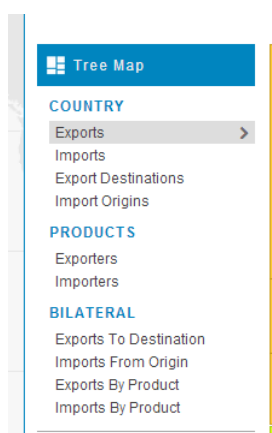 Tree Map
COUNTRY
Exports
Imports
Export Destinations
Import Origins
PRODUCTS
Exporters
Importers
BILATERAL
Exports To Destination
Imports From Origin
Exports By Product
Imports By Product